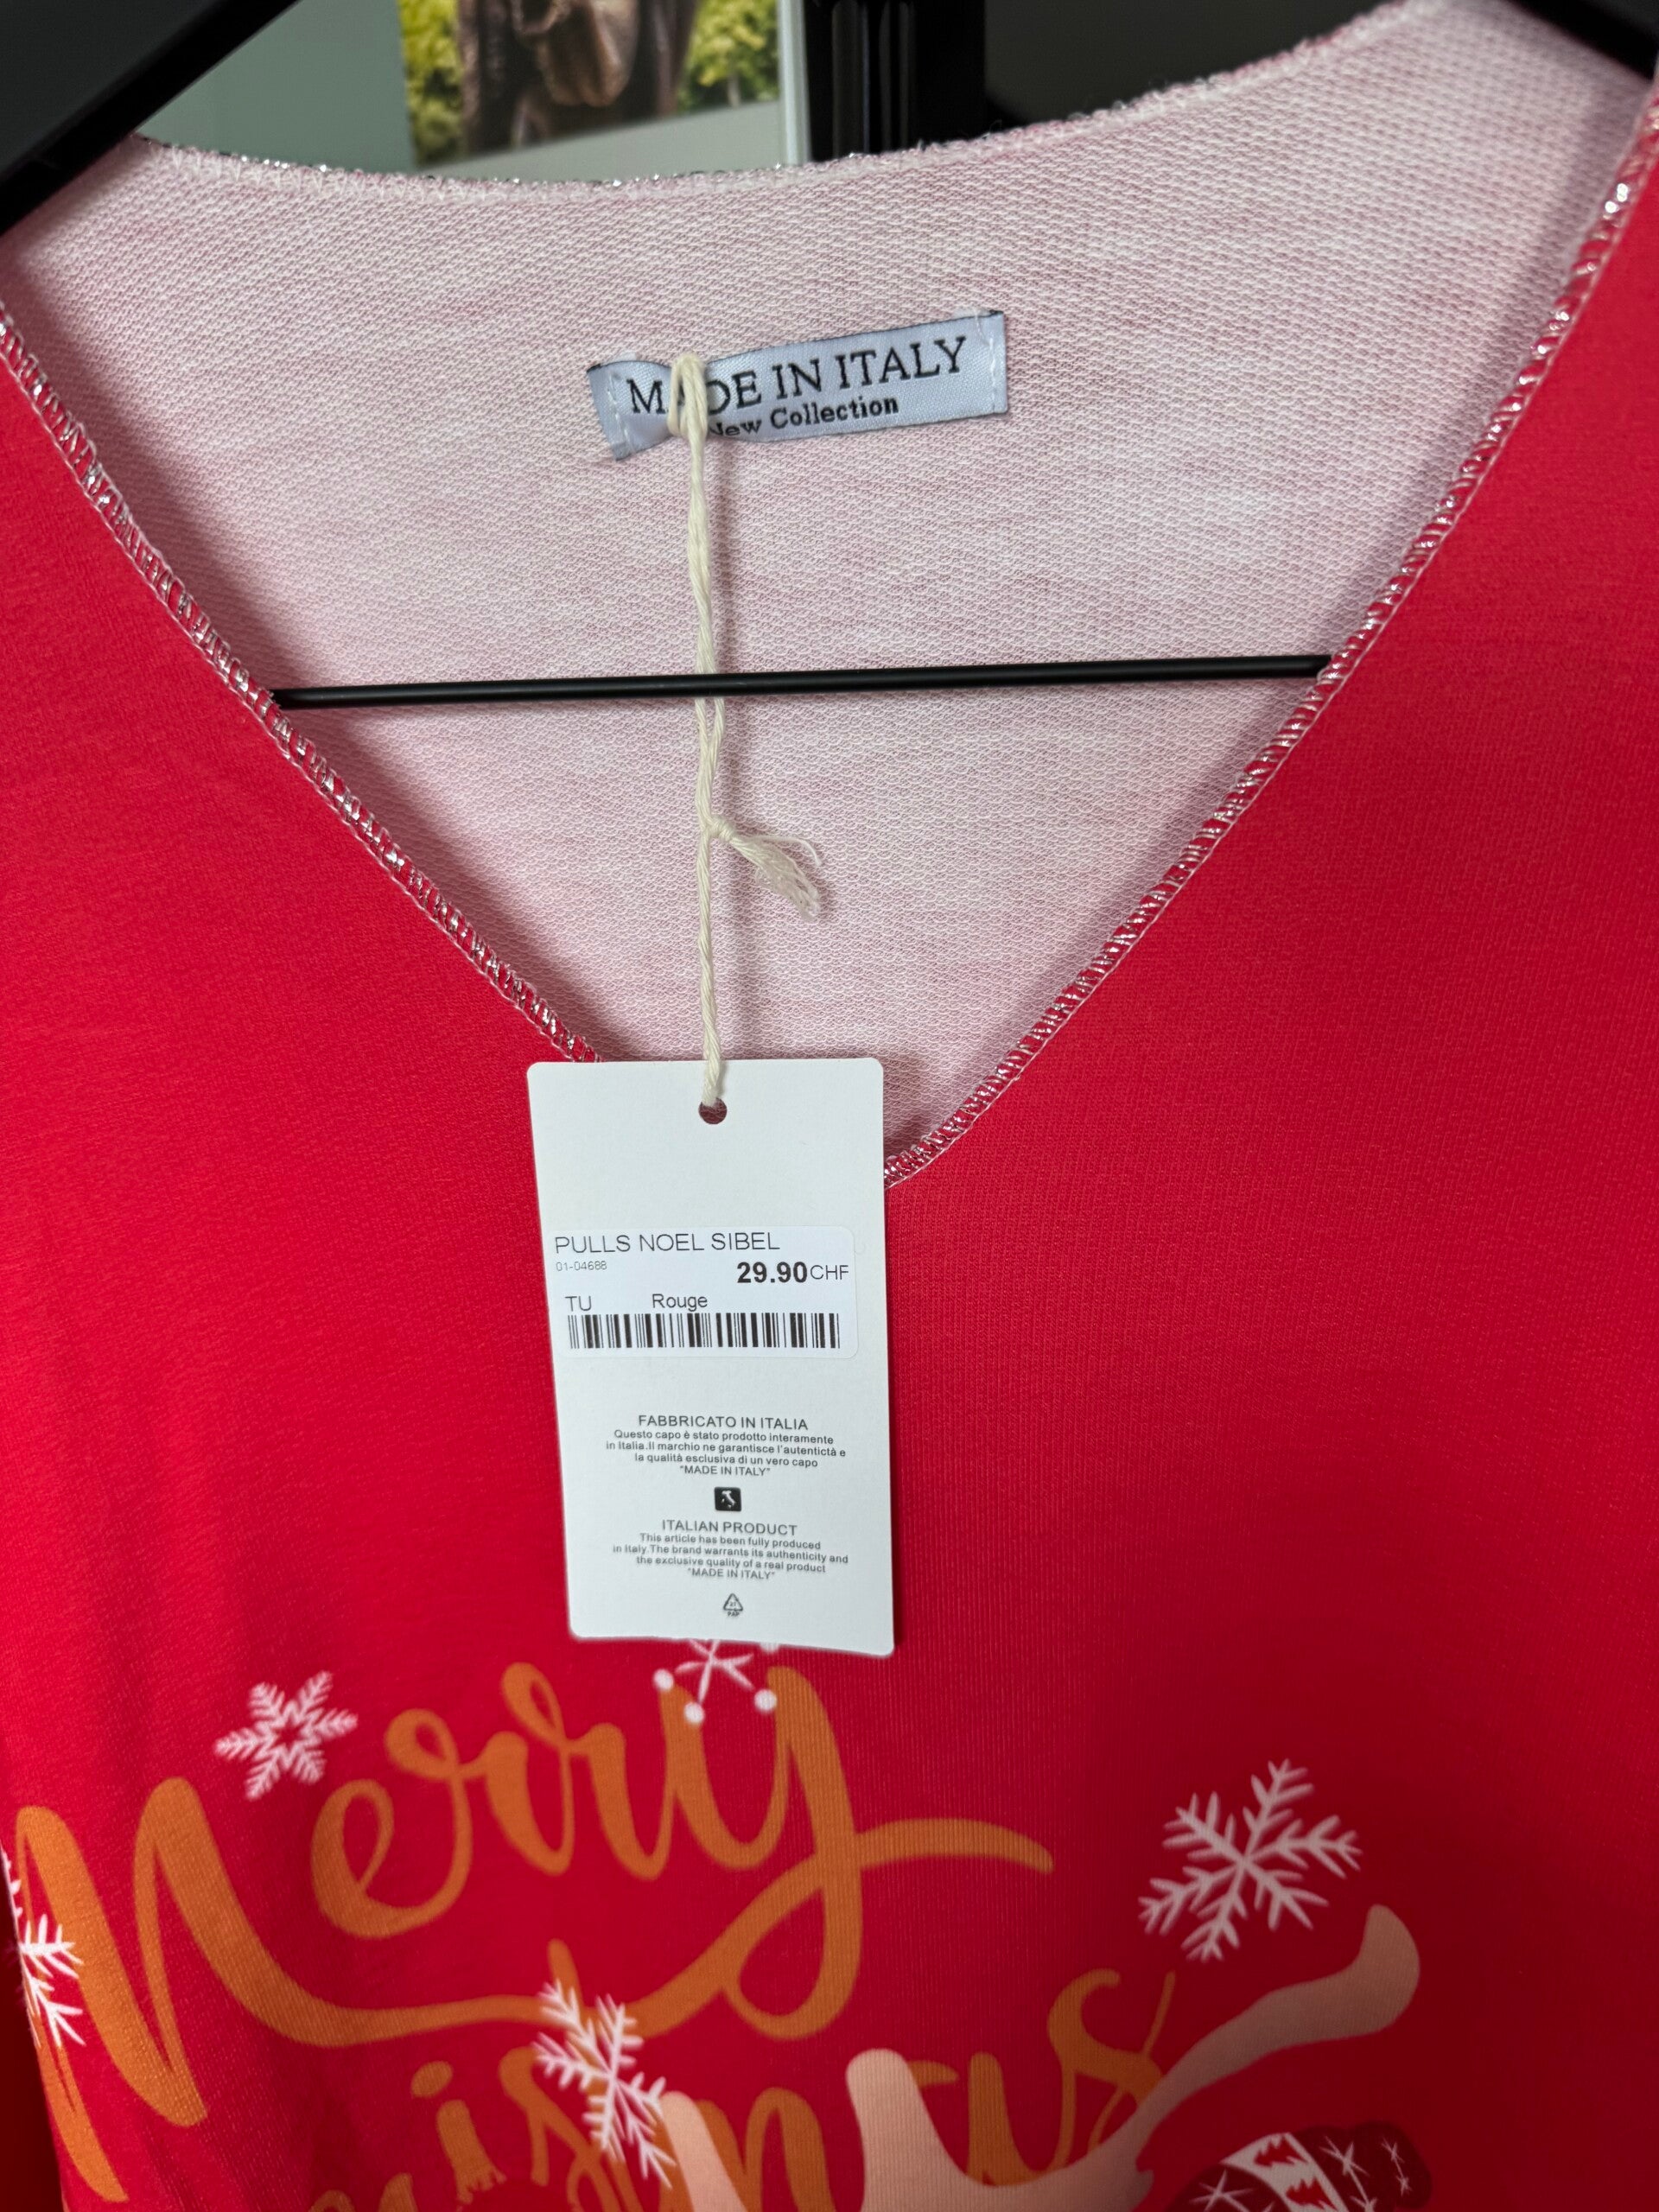 MADE IN ITALY
New Collection
PULLS NOEL SIBEL
01-04688
29.90CHF
TU Rouge
FABBRICATO IN ITALIA
Questo capo è stato prodotto interamente
in Italia.Il marchio ne garantisce l'autentictà e
la qualità esclusiva di un vero capo
"MADE IN ITALY"
ITALIAN PRODUCT
This article has been fully produced
in Italy.The brand warrants its authenticity and
the exclusive quality of a real product
"MADE IN ITALY"
PAP
Merry